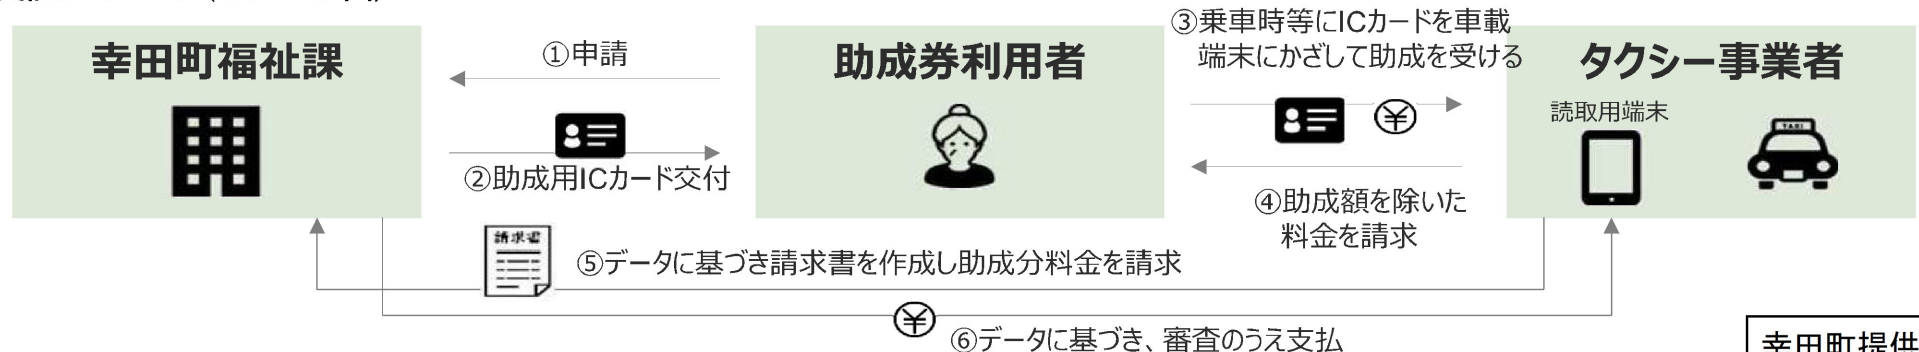 幸田町福祉課
①申請
②助成用ICカード交付
助成券利用者
③乗車時等にICカードを車載
端末にかざして助成を受ける
④助成額を除いた
料金を請求
タクシー事業者
読取用端末
TAXI
請求書
⑤データに基づき請求書を作成し助成分料金を請求
⑥データに基づき、審査のうえ支払
幸田町提供